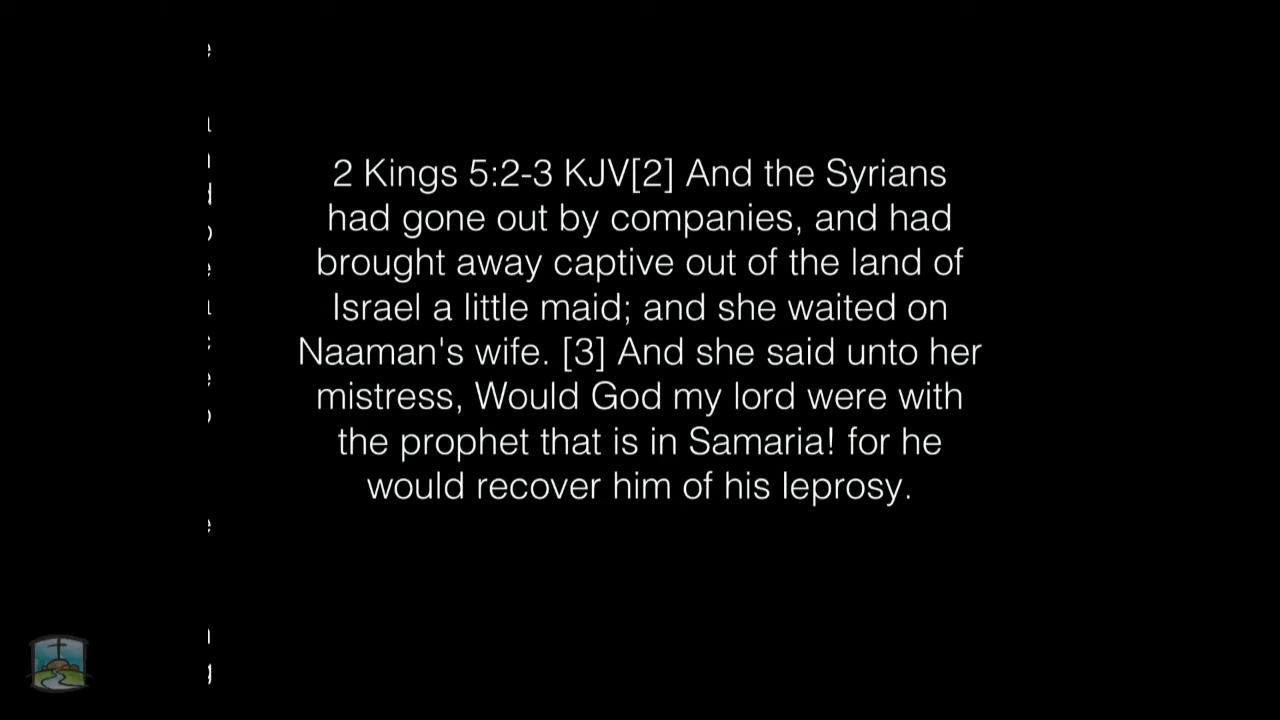 2 Kings 5:2-3 KJV[2] And the Syrians
had gone out by companies, and had
brought away captive out of the land of
Israel a little maid; and she waited on
Naaman's wife. [3] And she said unto her
mistress, Would God my lord were with
the prophet that is in Samaria! for he
would recover him of his leprosy.